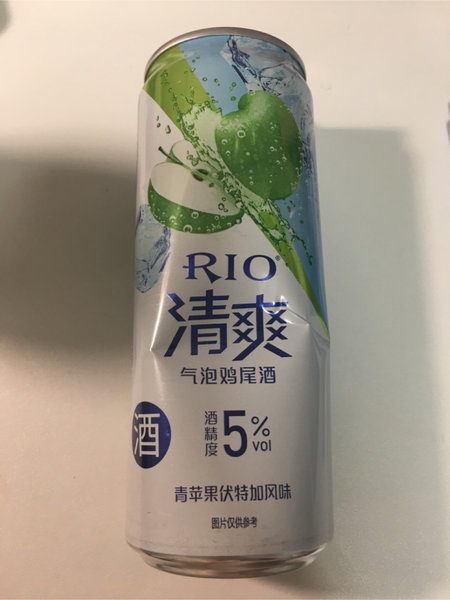 RIO®
清爽
气泡鸡尾酒
酒
酒精度 5%vol
青苹果伏特加风味
图片仅供参考